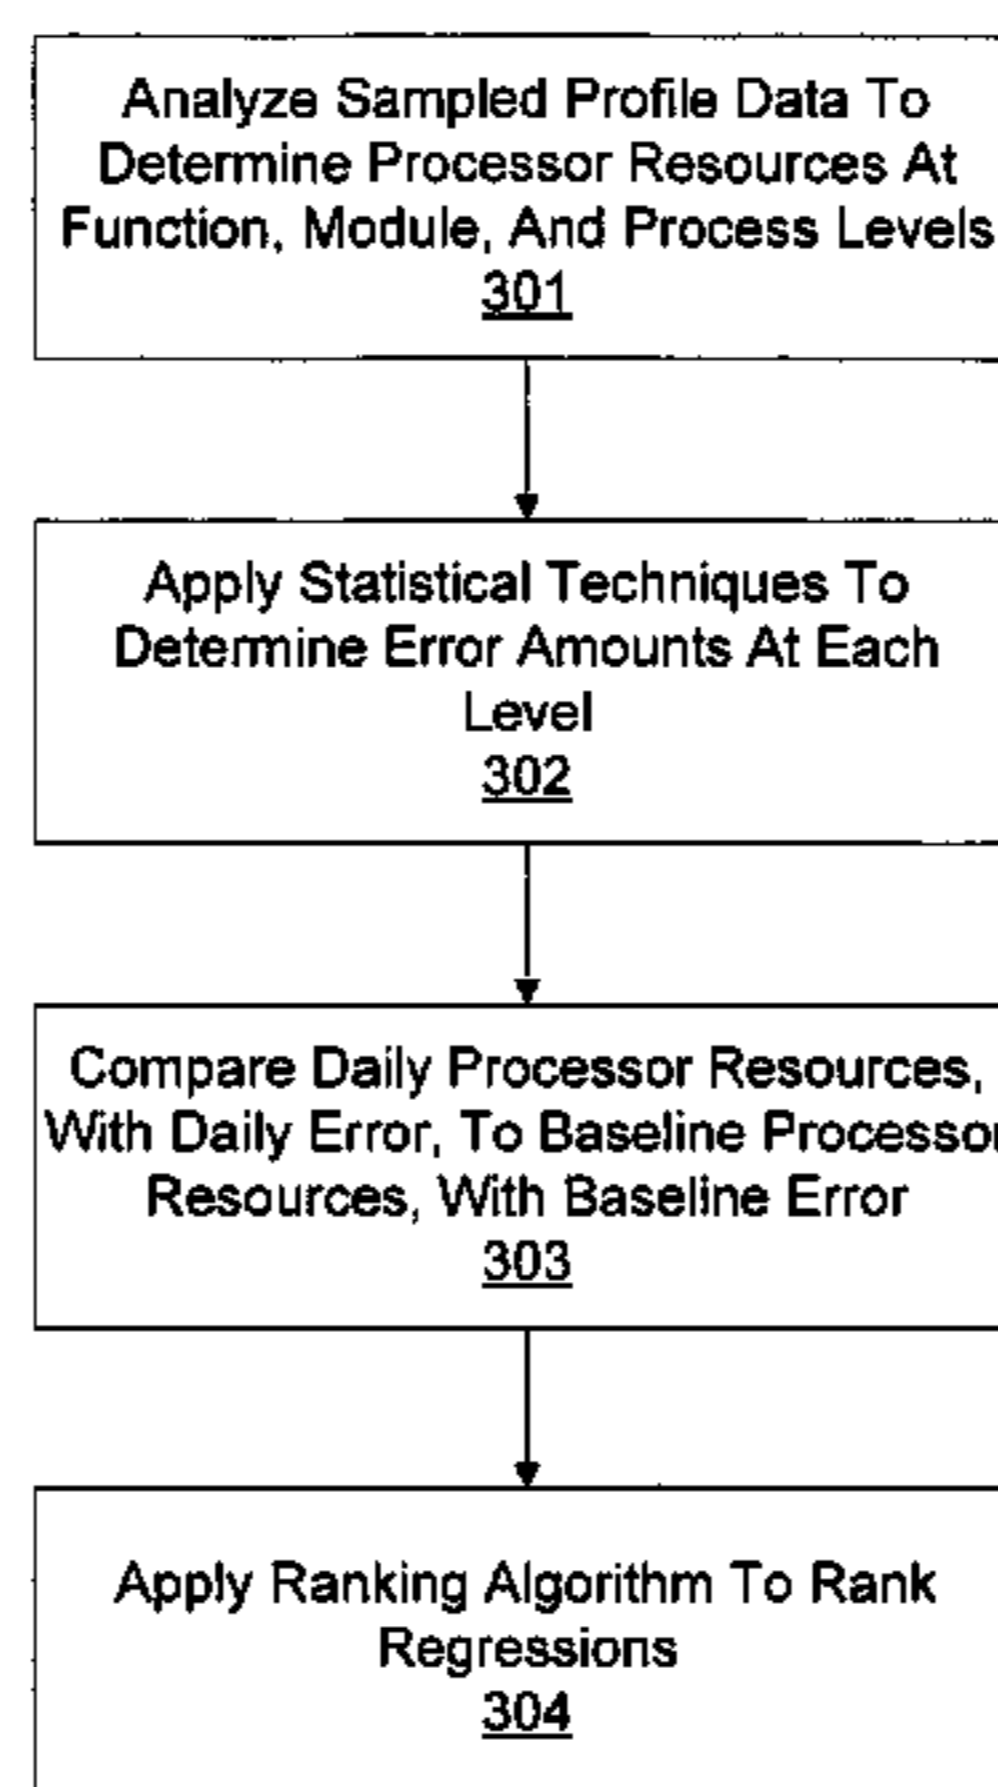 Analyze Sampled Profile Data To
Determine Processor Resources At
Function, Module, And Process Levels
301
Apply Statistical Techniques To
Determine Error Amounts At Each
Level
302
Compare Daily Processor Resources,
With Daily Error, To Baseline Processor
Resources, With Baseline Error
303
Apply Ranking Algorithm To Rank
Regressions
304